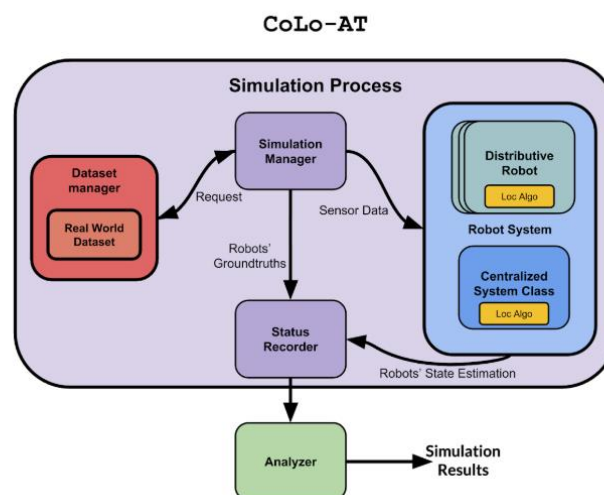 CoLo-AT
Simulation Process
Simulation
Manager
Dataset
manager
Real World
Dataset
Request
Sensor Data
Distributive
Robot
Loc Algo
Robot System
Centralized
System Class
Loc Algo
Robots'
Groundtruths
Status
Recorder
Robots' State Estimation
Analyzer
Simulation
Results